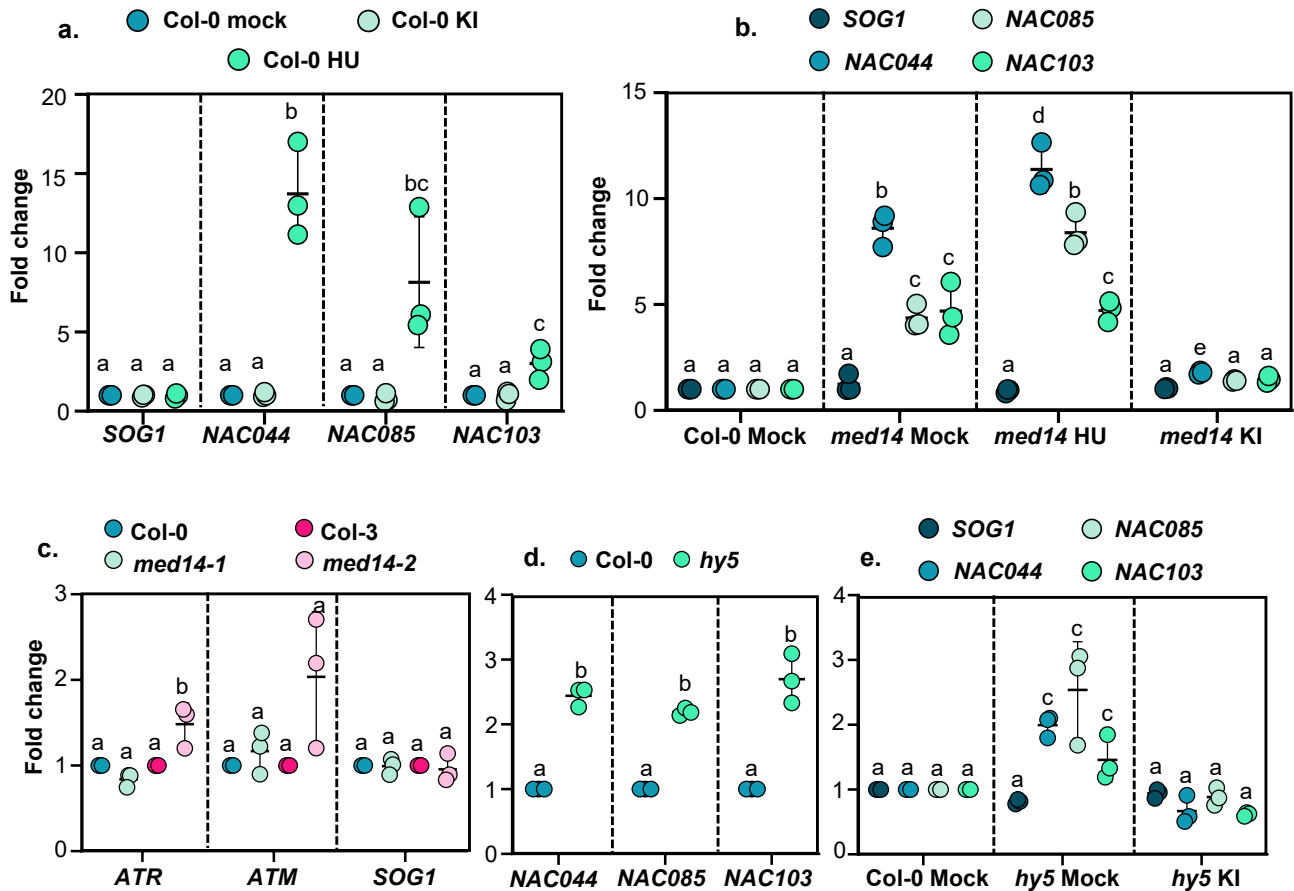 a.
Col-0 mock Col-0 KI
Col-0 HU
Fold change
20
15
10
5
0
b
bc
c
a a a a a a a a a
SOG1 NAC044 NAC085 NAC103
b.
SOG1 NAC085
NAC044 NAC103
Fold change
15
10
5
0
d
b b
c c c
a a a a a a a e a a
Col-0 Mock med14 Mock med14 HU med14 KI
c.
Col-0 Col-3
med14-1 med14-2
Fold change
3
2
1
0
a a a b a a a a a a a a
ATR ATM SOG1
d.
Col-0 hy5
4
3
2
1
0
a b a b a b
NAC044 NAC085 NAC103
e.
SOG1 NAC085
NAC044 NAC103
4
3
2
1
0
a a a a a c c c a a a a
Col-0 Mock hy5 Mock hy5 KI